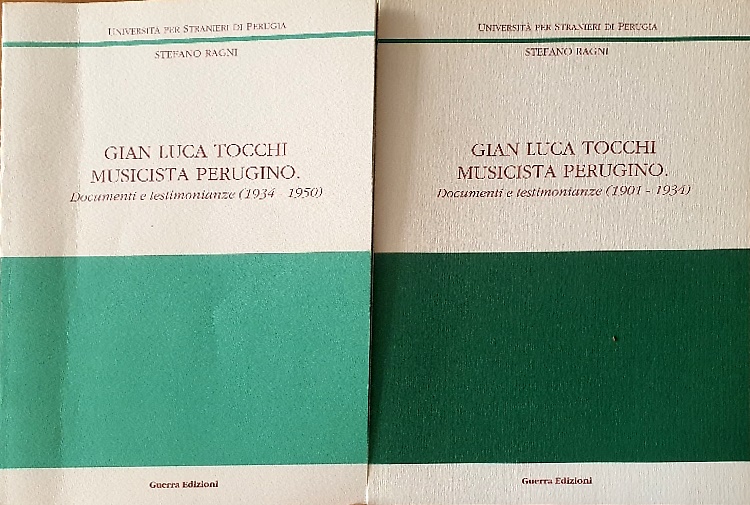 UNIVERSITÀ PER STRANIERI DI PERUGIA
STEFANO RAGNI
GIAN LUCA TOCCHI
MUSICISTA PERUGINO.
Documenti e testimonianze (1934 - 1950)
Guerra Edizioni
UNIVERSITÀ PER STRANIERI DI PERUGIA
STEFANO RAGNI
GIAN LUCA TOCCHI
MUSICISTA PERUGINO.
Documenti e testimonianze (1901 - 1934)
Guerra Edizioni